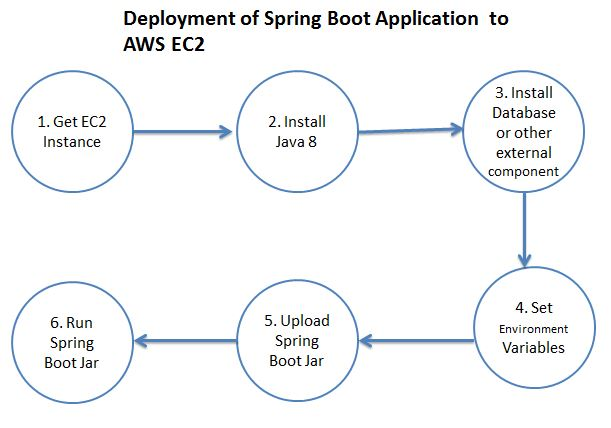 Deployment of Spring Boot Application to
AWS EC2
1. Get EC2
Instance
2. Install
Java 8
3. Install
Database
or other
external
component
4. Set
Environment
Variables
5. Upload
Spring
Boot Jar
6. Run
Spring
Boot Jar